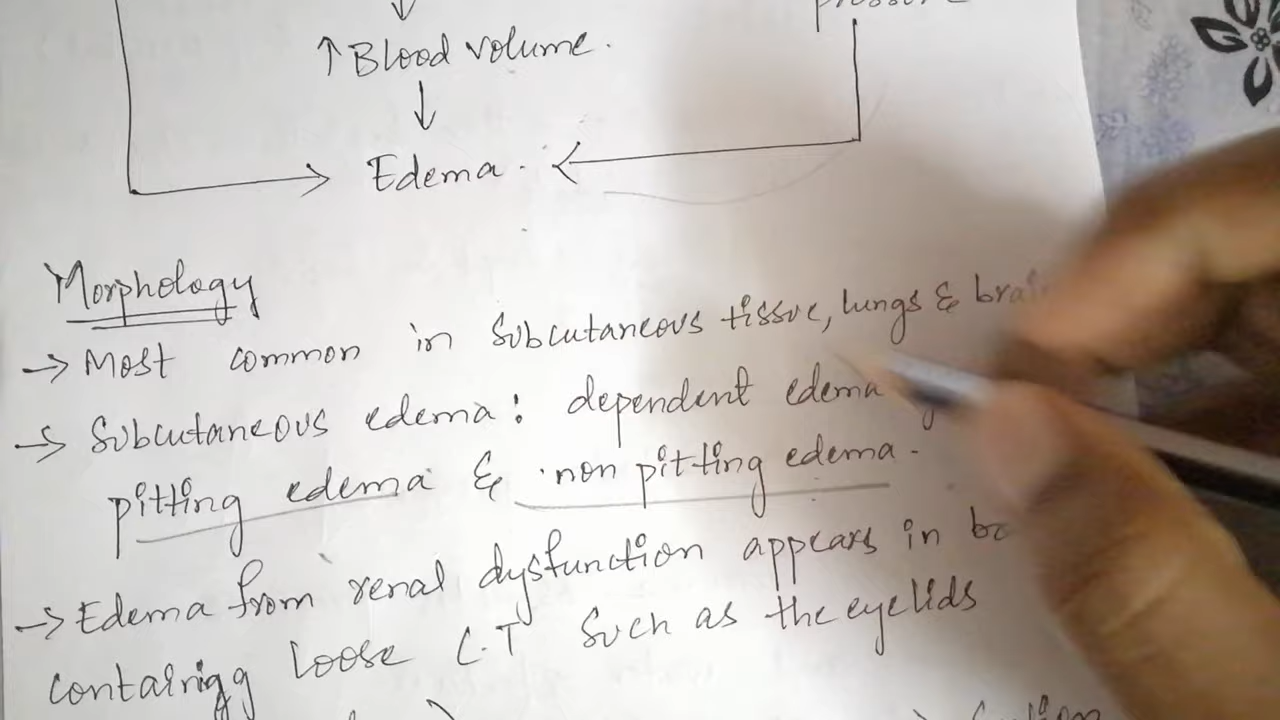 ↑ Blood volume.
↓
Edema.
Morphology
→ Most common in Subcutaneous tissue, lungs & brain
→ Subcutaneous edema: dependent edema
pitting edema & non pitting edema.
→ Edema from renal dysfunction appears in
containing loose C.T Such as the eyelids